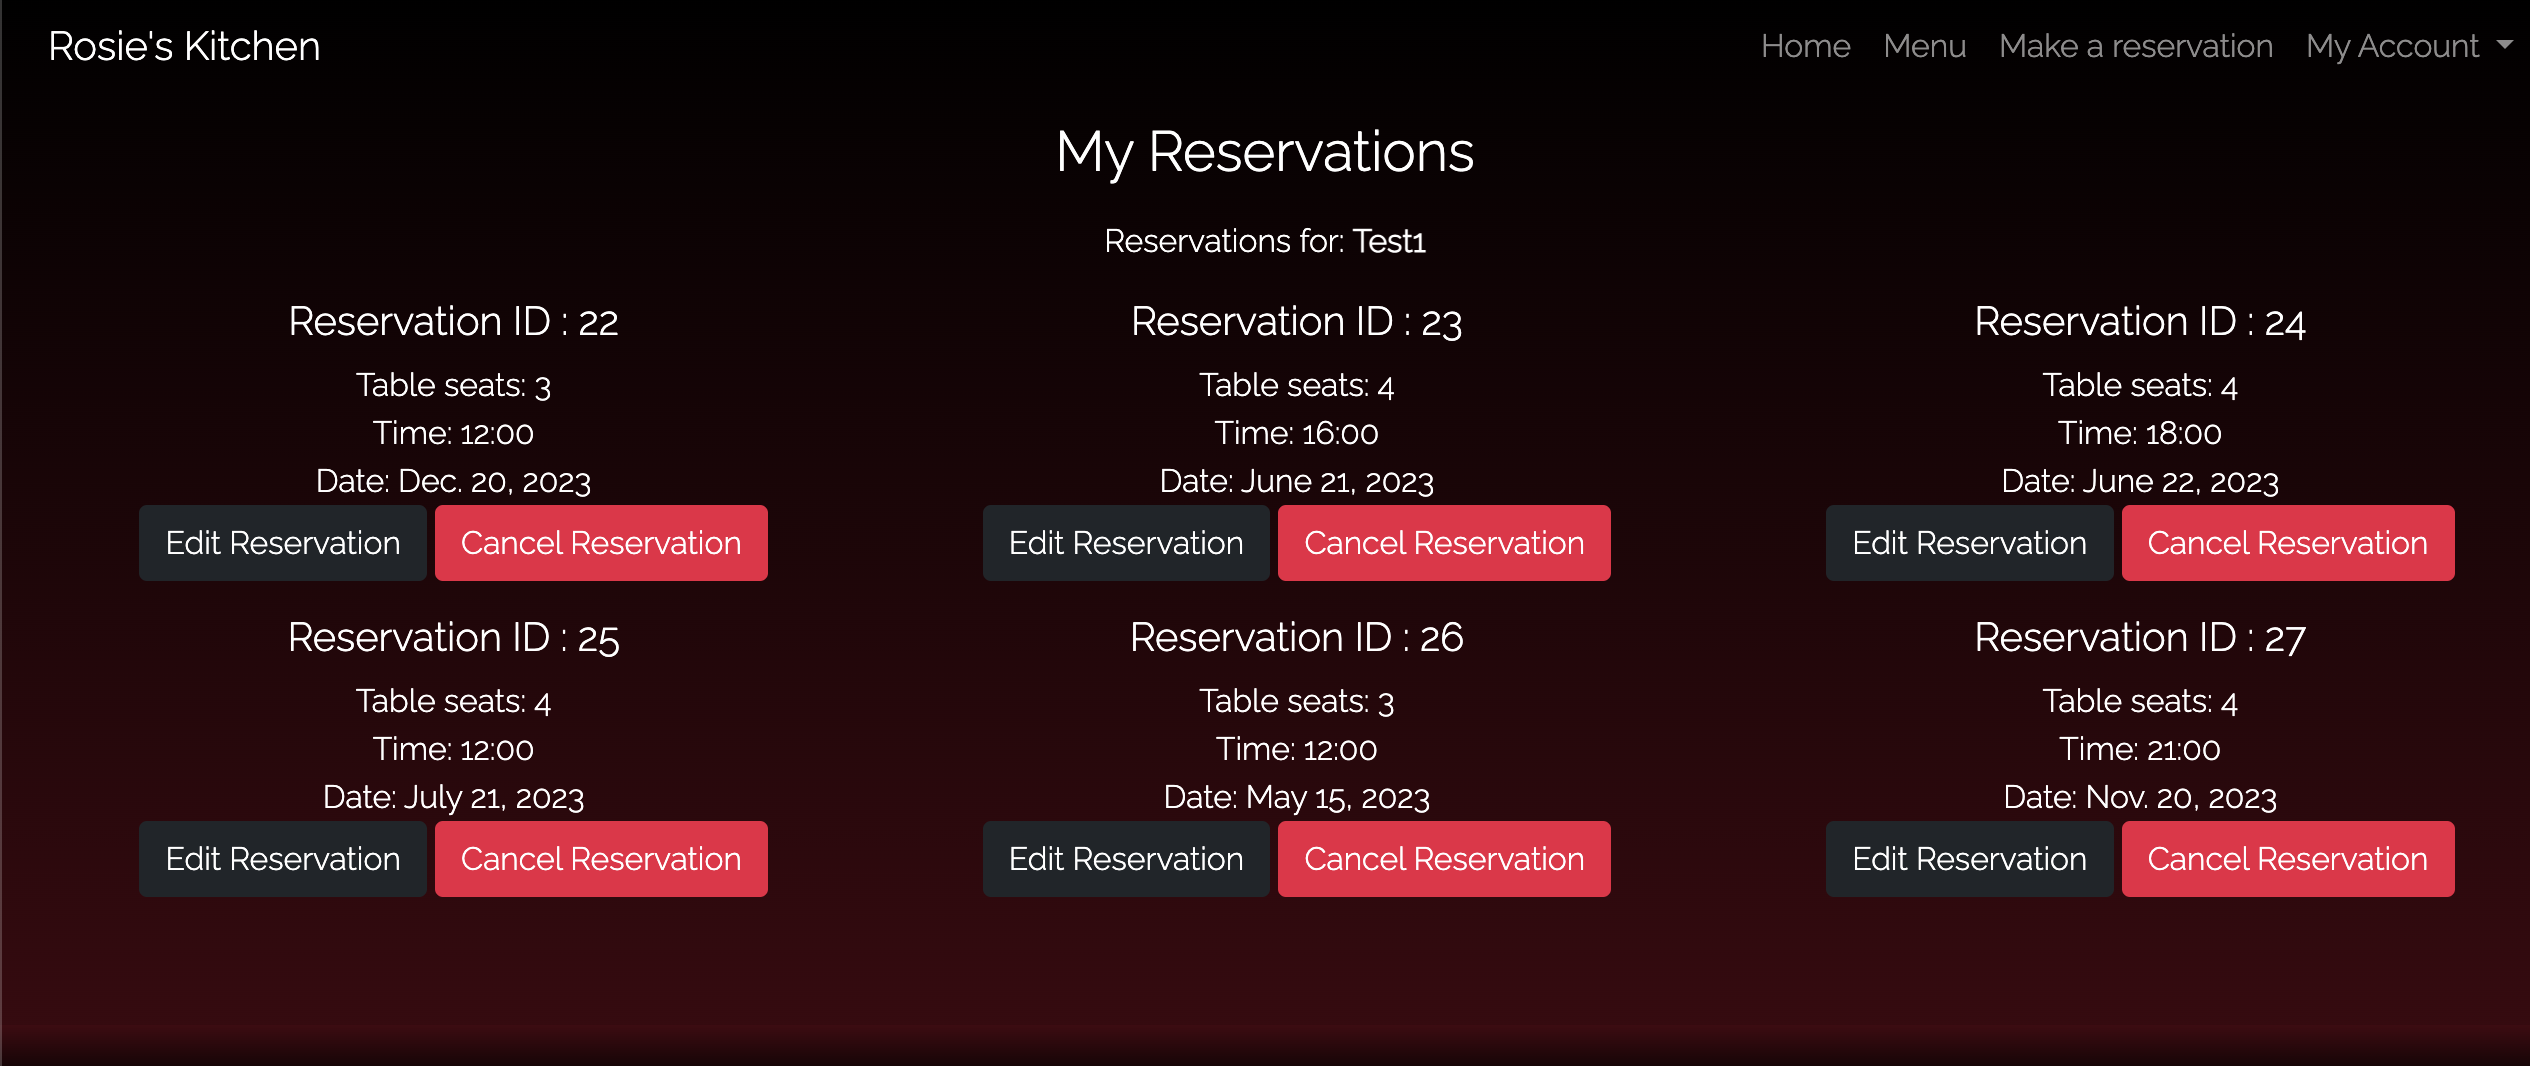 Rosie's Kitchen
Home Menu Make a reservation My Account
My Reservations
Reservations for: Test1
Reservation ID : 22
Table seats: 3
Time: 12:00
Date: Dec. 20, 2023
Edit Reservation Cancel Reservation
Reservation ID : 23
Table seats: 4
Time: 16:00
Date: June 21, 2023
Edit Reservation Cancel Reservation
Reservation ID : 24
Table seats: 4
Time: 18:00
Date: June 22, 2023
Edit Reservation Cancel Reservation
Reservation ID : 25
Table seats: 4
Time: 12:00
Date: July 21, 2023
Edit Reservation Cancel Reservation
Reservation ID : 26
Table seats: 3
Time: 12:00
Date: May 15, 2023
Edit Reservation Cancel Reservation
Reservation ID : 27
Table seats: 4
Time: 21:00
Date: Nov. 20, 2023
Edit Reservation Cancel Reservation